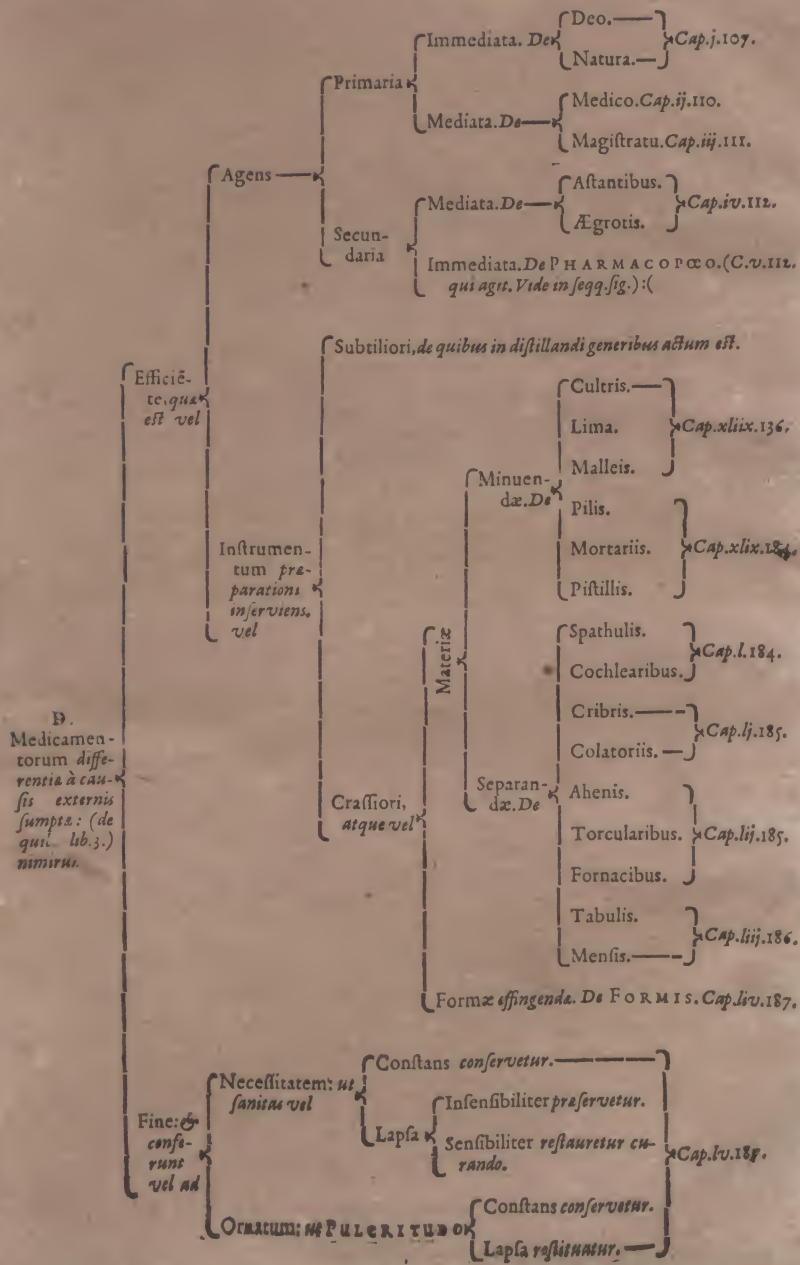 Deo.
Immediata. De
Cap.j.107.
Natura.
Primaria
Medico.Cap.ij.110.
Mediata.De
Magiſtratu.Cap.iij.111.
Agens
Aſtantibus.
Mediata.De
Cap.iv.112.
Ægrotis.
Secun-
daria
Immediata.De PHARMACOPŒO.(C.v.112.
qui agit. Vide in ſeqq.fig.):(
Subtiliori, de quibus in diſtillandi generibus actum eſt.
Efficiē-
te, quæ
eſt vel
Cultris.
Lima.
Cap.xliix.136.
Malleis.
Minuen-
dæ.De
Pilis.
Mortariis.
Cap.xlix.184.
Piſtillis.
Inſtrumen-
tum præ-
parationi
inſerviens,
vel
Materiæ
Spathulis.
Cap.l.184.
Cochlearibus.
Cribris.
Cap.lj.185.
Colatoriis.
Separan-
dæ.De
Ahenis.
Torcularibus.
Cap.lij.185.
Fornacibus.
Tabulis.
Cap.liij.186.
Menſis.
Craſſiori,
atque vel
D.
Medicamen-
torum diffe-
rentiæ à cau-
ſis externis
ſumptæ: (de
lib.3.)
Formæ effingendæ. De FORMIS. Cap.liv.187.
Conſtans conſervetur.
Neceſſitatem: ut
ſanitas vel
Inſenſibiliter præſervetur.
Lapſa
Senſibiliter reſtauretur cu-
rando.
Fine: &
confe-
runt
vel ad
Cap.lv.187.
Conſtans conſervetur.
Ornatum: ut PULCRITUDO
Lapſa reſtituatur.